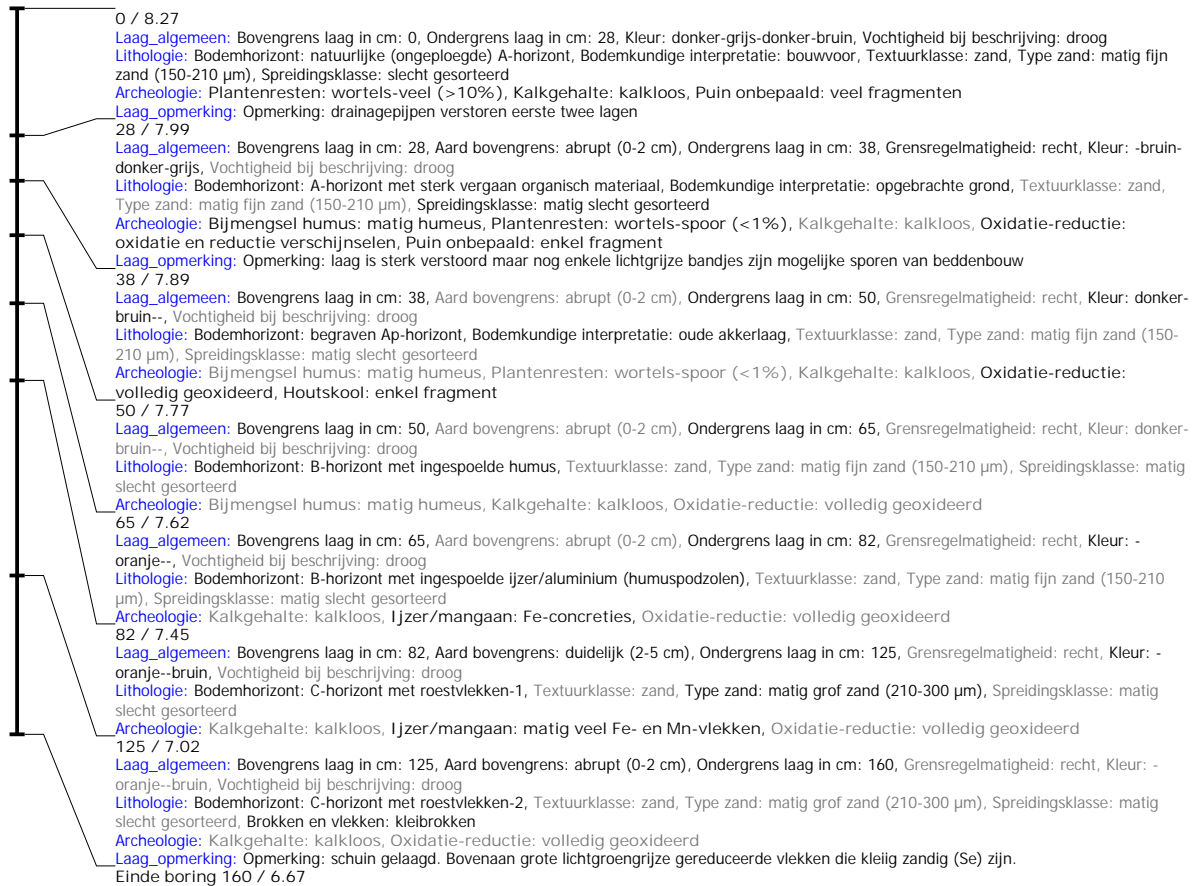 0 / 8.27
Laag_algemeen: Bovengrens laag in cm: 0, Ondergrens laag in cm: 28, Kleur: donker-grijs-donker-bruin, Vochtigheid bij beschrijving: droog
Lithologie: Bodemhorizont: natuurlijke (ongeploegde) A-horizont, Bodemkundige interpretatie: bouwvoor, Textuurklasse: zand, Type zand: matig fijn
zand (150-210 µm), Spreidingsklasse: slecht gesorteerd
Archeologie: Plantenresten: wortels-veel (>10%), Kalkgehalte: kalkloos, Puin onbepaald: veel fragmenten
Laag_opmerking: Opmerking: drainagepijpen verstoren eerste twee lagen
28 / 7.99
Laag_algemeen: Bovengrens laag in cm: 28, Aard bovengrens: abrupt (0-2 cm), Ondergrens laag in cm: 38, Grensregelmatigheid: recht, Kleur: -bruin-
donker-grijs, Vochtigheid bij beschrijving: droog
Lithologie: Bodemhorizont: A-horizont met sterk vergaan organisch materiaal, Bodemkundige interpretatie: opgebrachte grond, Textuurklasse: zand,
Type zand: matig fijn zand (150-210 µm), Spreidingsklasse: matig slecht gesorteerd
Archeologie: Bijmengsel humus: matig humeus, Plantenresten: wortels-spoor (<1%), Kalkgehalte: kalkloos, Oxidatie-reductie:
oxidatie en reductie verschijnselen, Puin onbepaald: enkel fragment
Laag_opmerking: Opmerking: laag is sterk verstoord maar nog enkele lichtgrijze bandjes zijn mogelijke sporen van beddenbouw
38 / 7.89
Laag_algemeen: Bovengrens laag in cm: 38, Aard bovengrens: abrupt (0-2 cm), Ondergrens laag in cm: 50, Grensregelmatigheid: recht, Kleur: donker-
bruin--, Vochtigheid bij beschrijving: droog
Lithologie: Bodemhorizont: begraven Ap-horizont, Bodemkundige interpretatie: oude akkerlaag, Textuurklasse: zand, Type zand: matig fijn zand (150-
210 µm), Spreidingsklasse: matig slecht gesorteerd
Archeologie: Bijmengsel humus: matig humeus, Plantenresten: wortels-spoor (<1%), Kalkgehalte: kalkloos, Oxidatie-reductie:
volledig geoxideerd, Houtskool: enkel fragment
50 / 7.77
Laag_algemeen: Bovengrens laag in cm: 50, Aard bovengrens: abrupt (0-2 cm), Ondergrens laag in cm: 65, Grensregelmatigheid: recht, Kleur: donker-
bruin--, Vochtigheid bij beschrijving: droog
Lithologie: Bodemhorizont: B-horizont met ingespoelde humus, Textuurklasse: zand, Type zand: matig fijn zand (150-210 µm), Spreidingsklasse: matig
slecht gesorteerd
Archeologie: Bijmengsel humus: matig humeus, Kalkgehalte: kalkloos, Oxidatie-reductie: volledig geoxideerd
65 / 7.62
Laag_algemeen: Bovengrens laag in cm: 65, Aard bovengrens: abrupt (0-2 cm), Ondergrens laag in cm: 82, Grensregelmatigheid: recht, Kleur: -
oranje--, Vochtigheid bij beschrijving: droog
Lithologie: Bodemhorizont: B-horizont met ingespoelde ijzer/aluminium (humuspodzolen), Textuurklasse: zand, Type zand: matig fijn zand (150-210
µm), Spreidingsklasse: matig slecht gesorteerd
Archeologie: Kalkgehalte: kalkloos, Ijzer/mangaan: Fe-concreties, Oxidatie-reductie: volledig geoxideerd
82 / 7.45
Laag_algemeen: Bovengrens laag in cm: 82, Aard bovengrens: duidelijk (2-5 cm), Ondergrens laag in cm: 125, Grensregelmatigheid: recht, Kleur: -
oranje--bruin, Vochtigheid bij beschrijving: droog
Lithologie: Bodemhorizont: C-horizont met roestvlekken-1, Textuurklasse: zand, Type zand: matig grof zand (210-300 µm), Spreidingsklasse: matig
slecht gesorteerd
Archeologie: Kalkgehalte: kalkloos, Ijzer/mangaan: matig veel Fe- en Mn-vlekken, Oxidatie-reductie: volledig geoxideerd
125 / 7.02
Laag_algemeen: Bovengrens laag in cm: 125, Aard bovengrens: abrupt (0-2 cm), Ondergrens laag in cm: 160, Grensregelmatigheid: recht, Kleur: -
oranje--bruin, Vochtigheid bij beschrijving: droog
Lithologie: Bodemhorizont: C-horizont met roestvlekken-2, Textuurklasse: zand, Type zand: matig grof zand (210-300 µm), Spreidingsklasse: matig
slecht gesorteerd, Brokken en vlekken: kleibrokken
Archeologie: Kalkgehalte: kalkloos, Oxidatie-reductie: volledig geoxideerd
Laag_opmerking: Opmerking: schuin gelaagd. Bovenaan grote lichtgroengrijze gereduceerde vlekken die kleiig zandig (Se) zijn.
Einde boring 160 / 6.67